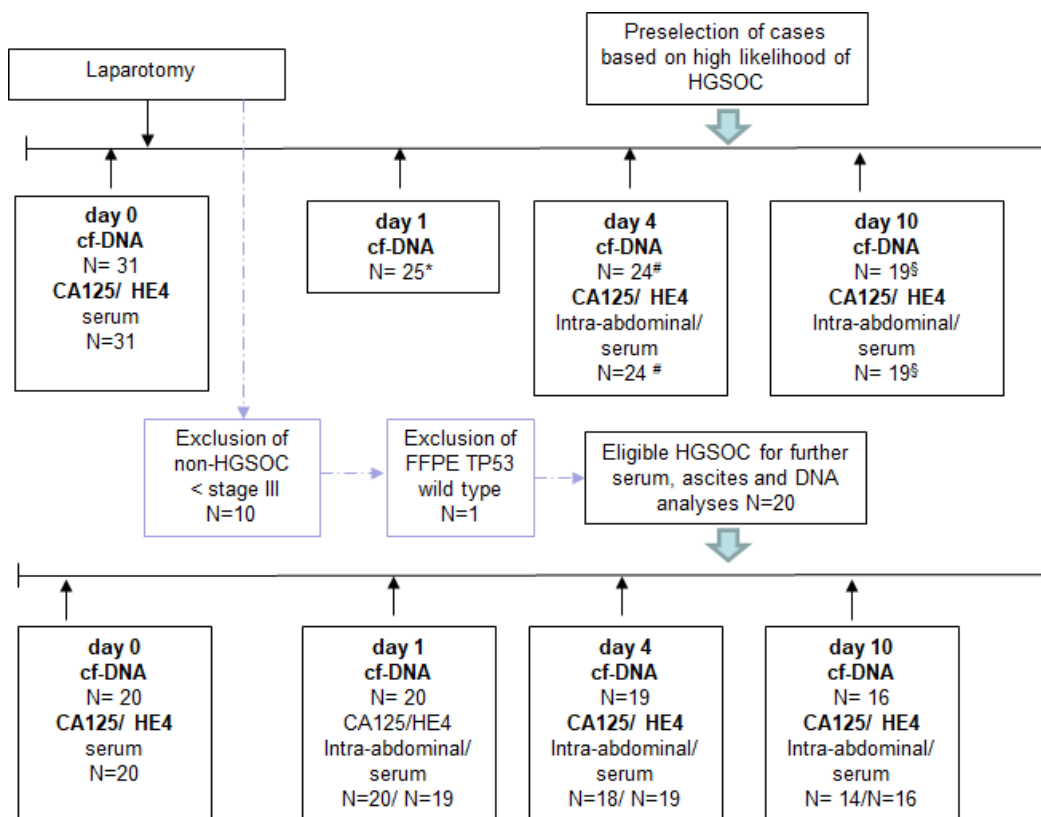 Laparotomy
Preselection of cases
based on high likelihood of
HGSOC
day 0
cf-DNA
N= 31
CA125/ HE4
serum
N=31
day 1
cf-DNA
N= 25*
day 4
cf-DNA
N= 24#
CA125/ HE4
Intra-abdominal/
serum
N=24 #
day 10
cf-DNA
N= 19§
CA125/ HE4
Intra-abdominal/
serum
N= 19§
Exclusion of
non-HGSOC
< stage III
N=10
Exclusion of
FFPE TP53
wild type
N=1
Eligible HGSOC for further
serum, ascites and DNA
analyses N=20
day 0
cf-DNA
N= 20
CA125/ HE4
serum
N=20
day 1
cf-DNA
N= 20
CA125/HE4
Intra-abdominal/
serum
N=20/ N=19
day 4
cf-DNA
N=19
CA125/ HE4
Intra-abdominal/
serum
N=18/ N=19
day 10
cf-DNA
N= 16
CA125/ HE4
Intra-abdominal/
serum
N= 14/N=16